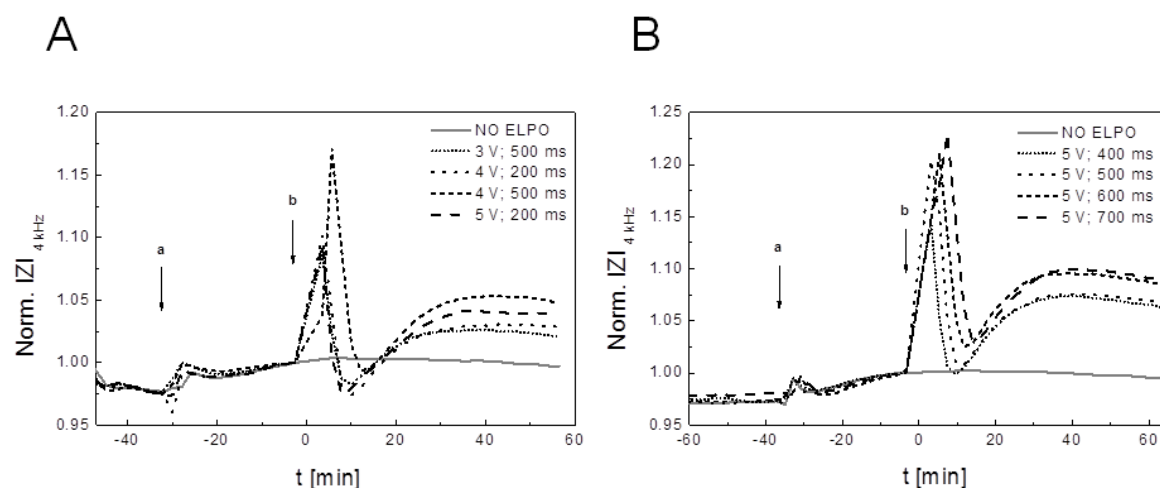 A
B
1.20
1.15
1.10
1.05
1.00
0.95
Norm. |Z| 4 kHz
a
b
NO ELPO
3 V; 500 ms
4 V; 200 ms
4 V; 500 ms
5 V; 200 ms
-40
-20
0
20
40
60
t [min]
1.25
1.20
1.15
1.10
1.05
1.00
0.95
Norm. |Z| 4 kHz
a
b
NO ELPO
5 V; 400 ms
5 V; 500 ms
5 V; 600 ms
5 V; 700 ms
-60
-40
-20
0
20
40
60
t [min]